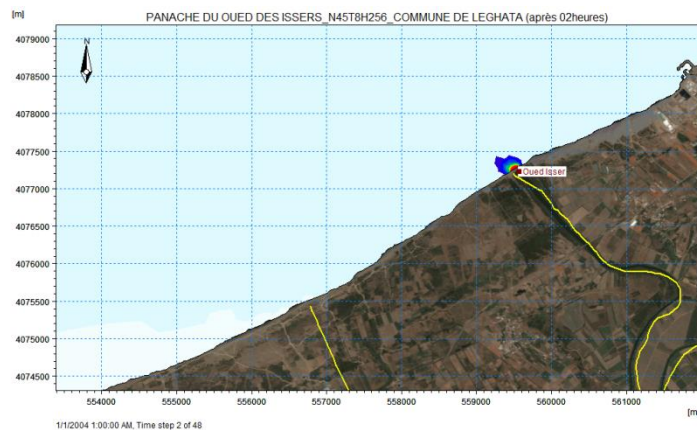 PANACHE DU OUED DES ISSERS_N45T8H256_COMMUNE DE LEGHATA (après 02heures)
[m]
N
4079000
4078500
4078000
4077500
4077000
4076500
4076000
4075500
4075000
4074500
Oued Isser
554000 555000 556000 557000 558000 559000 560000 561000
[m]
1/1/2004 1:00:00 AM, Time step 2 of 48